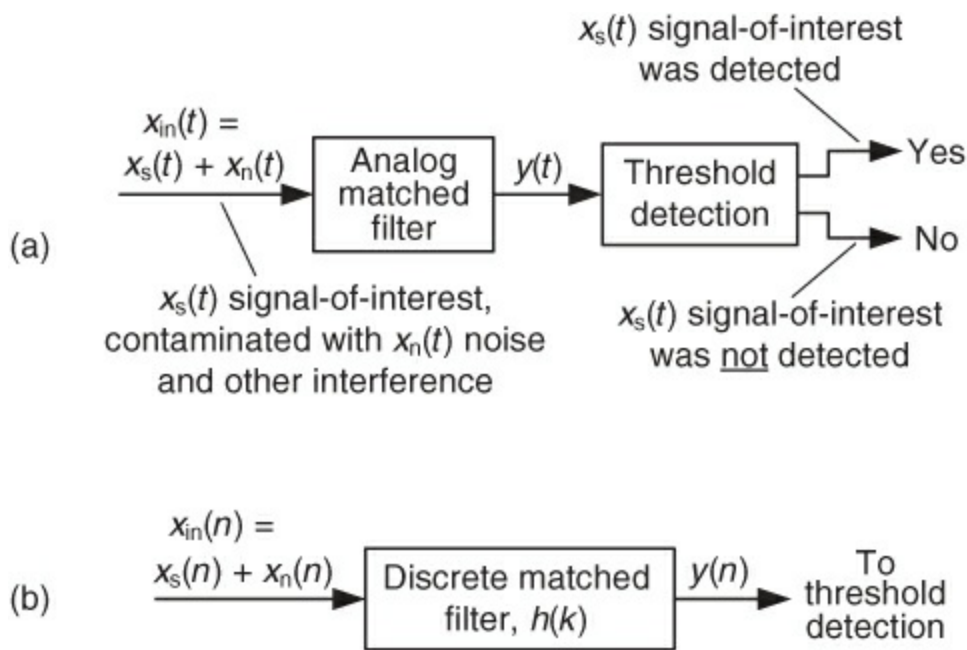 xs(t) signal-of-interest
was detected
xin(t) =
xs(t) + xn(t)
Analog
matched
filter
y(t)
Threshold
detection
Yes
No
(a)
xs(t) signal-of-interest,
contaminated with xn(t) noise
and other interference
xs(t) signal-of-interest
was not detected
xin(n) =
xs(n) + xn(n)
(b)
Discrete matched
filter, h(k)
y(n)
To
threshold
detection